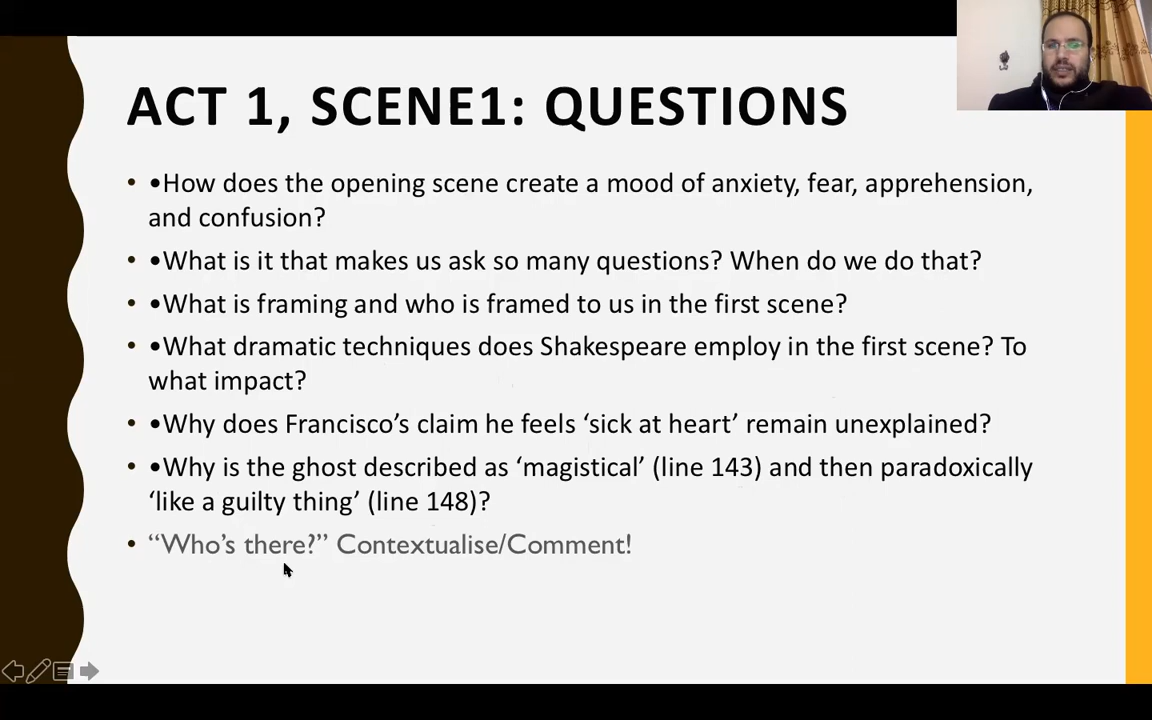 ACT 1, SCENE1: QUESTIONS
• •How does the opening scene create a mood of anxiety, fear, apprehension,
and confusion?
• •What is it that makes us ask so many questions? When do we do that?
• •What is framing and who is framed to us in the first scene?
• •What dramatic techniques does Shakespeare employ in the first scene? To
what impact?
• •Why does Francisco’s claim he feels ‘sick at heart’ remain unexplained?
• •Why is the ghost described as ‘magistical’ (line 143) and then paradoxically
‘like a guilty thing’ (line 148)?
• “Who’s there?” Contextualise/Comment!